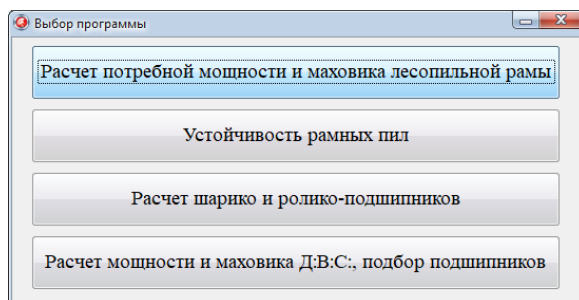 Выбор программы
Расчет потребной мощности и маховика лесопильной рамы
Устойчивость рамных пил
Расчет шарико и ролико-подшипников
Расчет мощности и маховика Д:В:С:, подбор подшипников